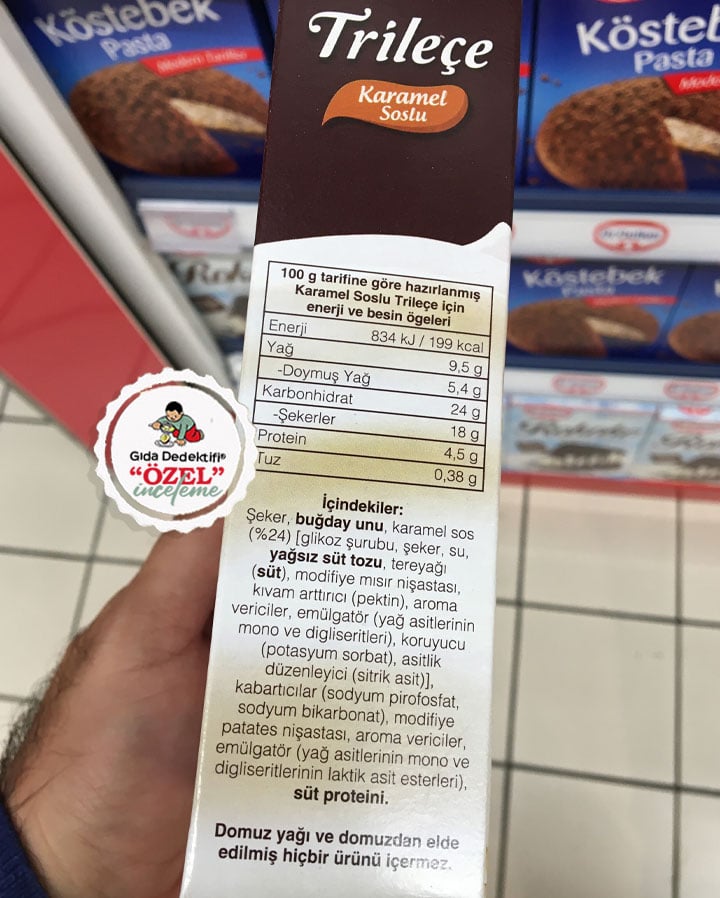 Köstebek
Pasta
Modern Tarifler
Trileçe
Karamel
Soslu
Köstebek
Pasta
Dr. Oetker
Köstebek
Pasta
100 g tarifine göre hazırlanmış
Karamel Soslu Trileçe için
enerji ve besin ögeleri
Enerji 834 kJ / 199 kcal
Yağ 9,5 g
-Doymuş Yağ 5,4 g
Karbonhidrat 24 g
-Şekerler 18 g
Protein 4,5 g
Tuz 0,38 g
Gıda Dedektifi®
“ÖZEL”
inceleme
İçindekiler:
Şeker, buğday unu, karamel sos
(%24) [glikoz şurubu, şeker, su,
yağsız süt tozu, tereyağı
(süt), modifiye mısır nişastası,
kıvam arttırıcı (pektin), aroma
vericiler, emülgatör (yağ asitlerinin
mono ve digliseritleri), koruyucu
(potasyum sorbat), asitlik
düzenleyici (sitrik asit)],
kabartıcılar (sodyum pirofosfat,
sodyum bikarbonat), modifiye
patates nişastası, aroma vericiler,
emülgatör (yağ asitlerinin mono ve
digliseritlerinin laktik asit esterleri),
süt proteini.
Domuz yağı ve domuzdan elde
edilmiş hiçbir ürünü içermez.